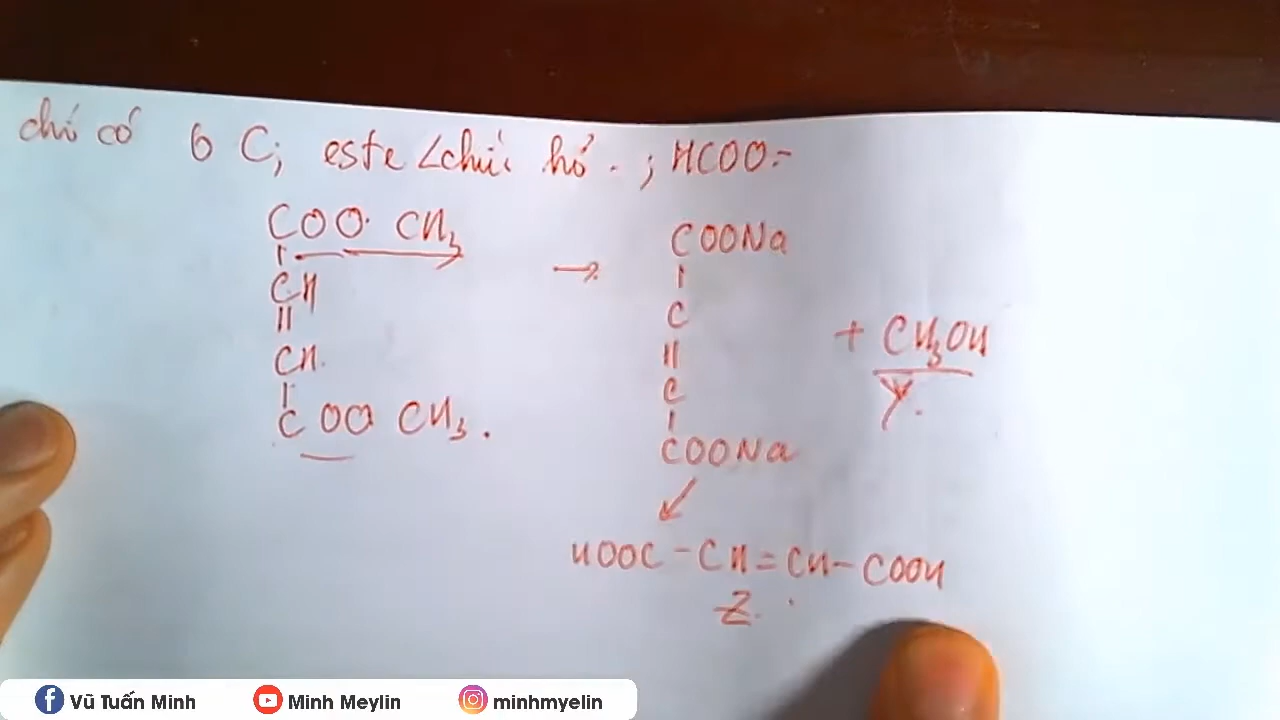 chỉ có 6 C; este 2 chức hở. ; HCOO-
COO CH3
CH
CH
COO CH3.
→
COONa
C
C
COONa
+ CH3OH
Y.
HOOC-CH=CH-COOH
Z.
Vũ Tuấn Minh
Minh Meylin
minhmyelin